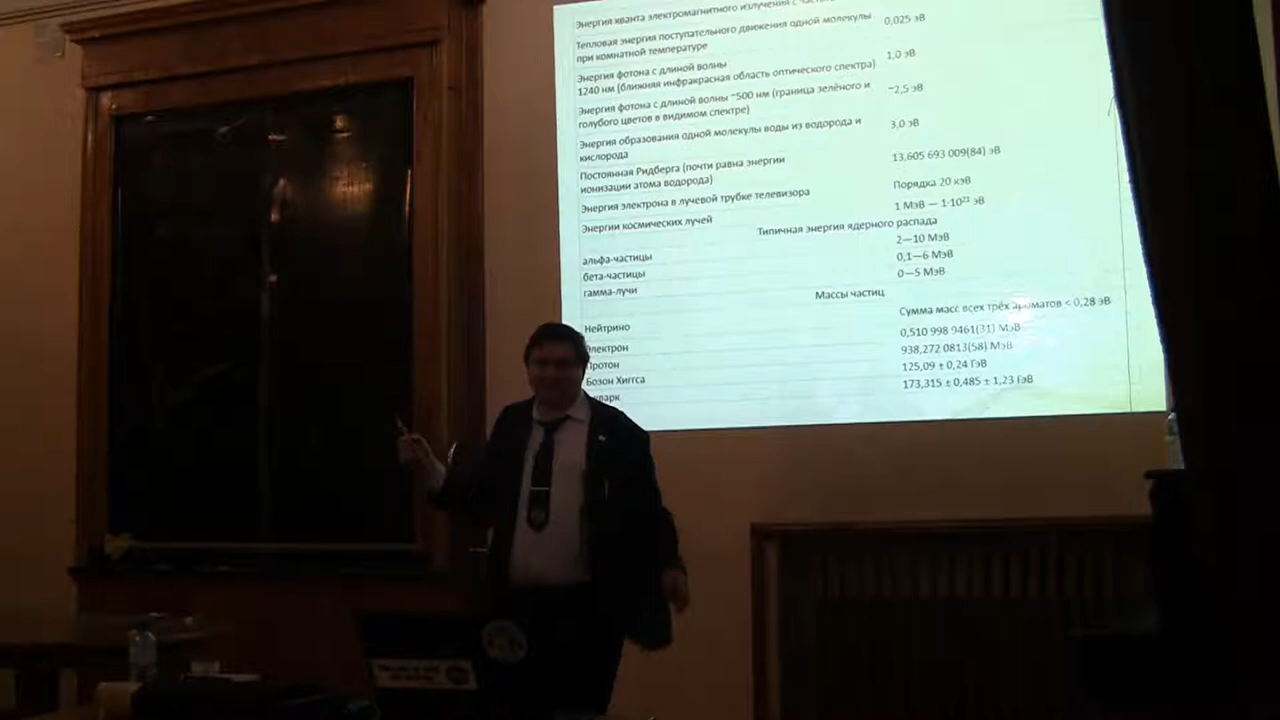 Энергия кванта электромагнитного излучения с
Тепловая энергия поступательного движения одной молекулы
при комнатной температуре
0,025 эВ
Энергия фотона с длиной волны
1240 нм (ближняя инфракрасная область оптического спектра)
1,0 эВ
Энергия фотона с длиной волны ~500 нм (граница зелёного и
голубого цветов в видимом спектре)
~2,5 эВ
Энергия образования одной молекулы воды из водорода и
кислорода
3,0 эВ
Постоянная Ридберга (почти равна энергии
ионизации атома водорода)
13,605 693 009(84) эВ
Энергия электрона в лучевой трубке телевизора
Порядка 20 кэВ
Энергии космических лучей
1 МэВ — 1·10²¹ эВ
Типичная энергия ядерного распада
альфа-частицы
2—10 МэВ
бета-частицы
0,1—6 МэВ
гамма-лучи
0—5 МэВ
Массы частиц
Нейтрино
Сумма масс всех трёх ароматов < 0,28 эВ
Электрон
0,510 998 9461(31) МэВ
Протон
938,272 0813(58) МэВ
Бозон Хиггса
125,09 ± 0,24 ГэВ
кварк
173,315 ± 0,485 ± 1,23 ГэВ